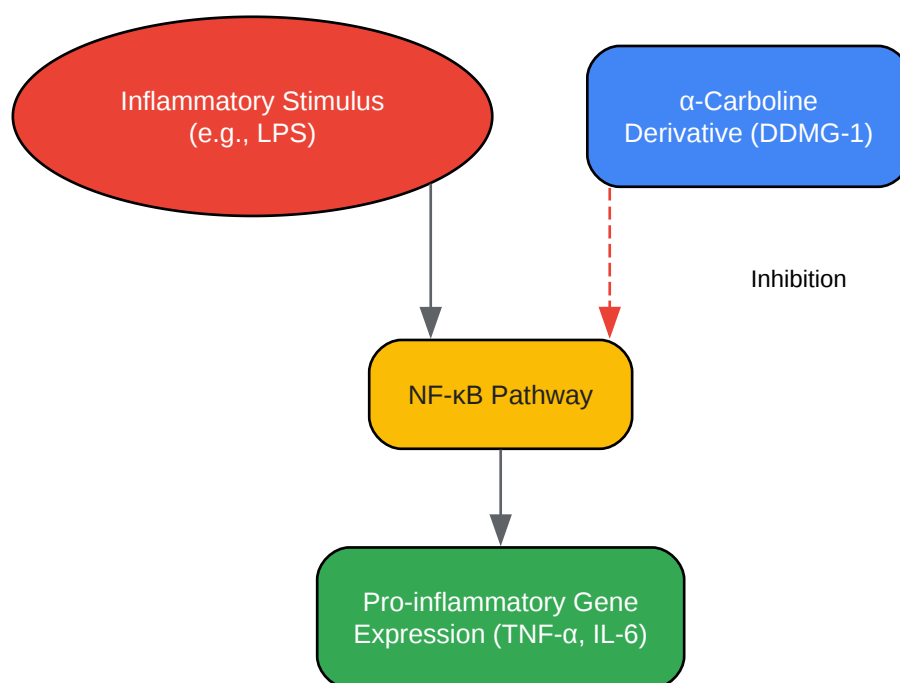 Inflammatory Stimulus
(e.g., LPS)
α-Carboline
Derivative (DDMG-1)
Inhibition
NF-κB Pathway
Pro-inflammatory Gene
Expression (TNF-α, IL-6)